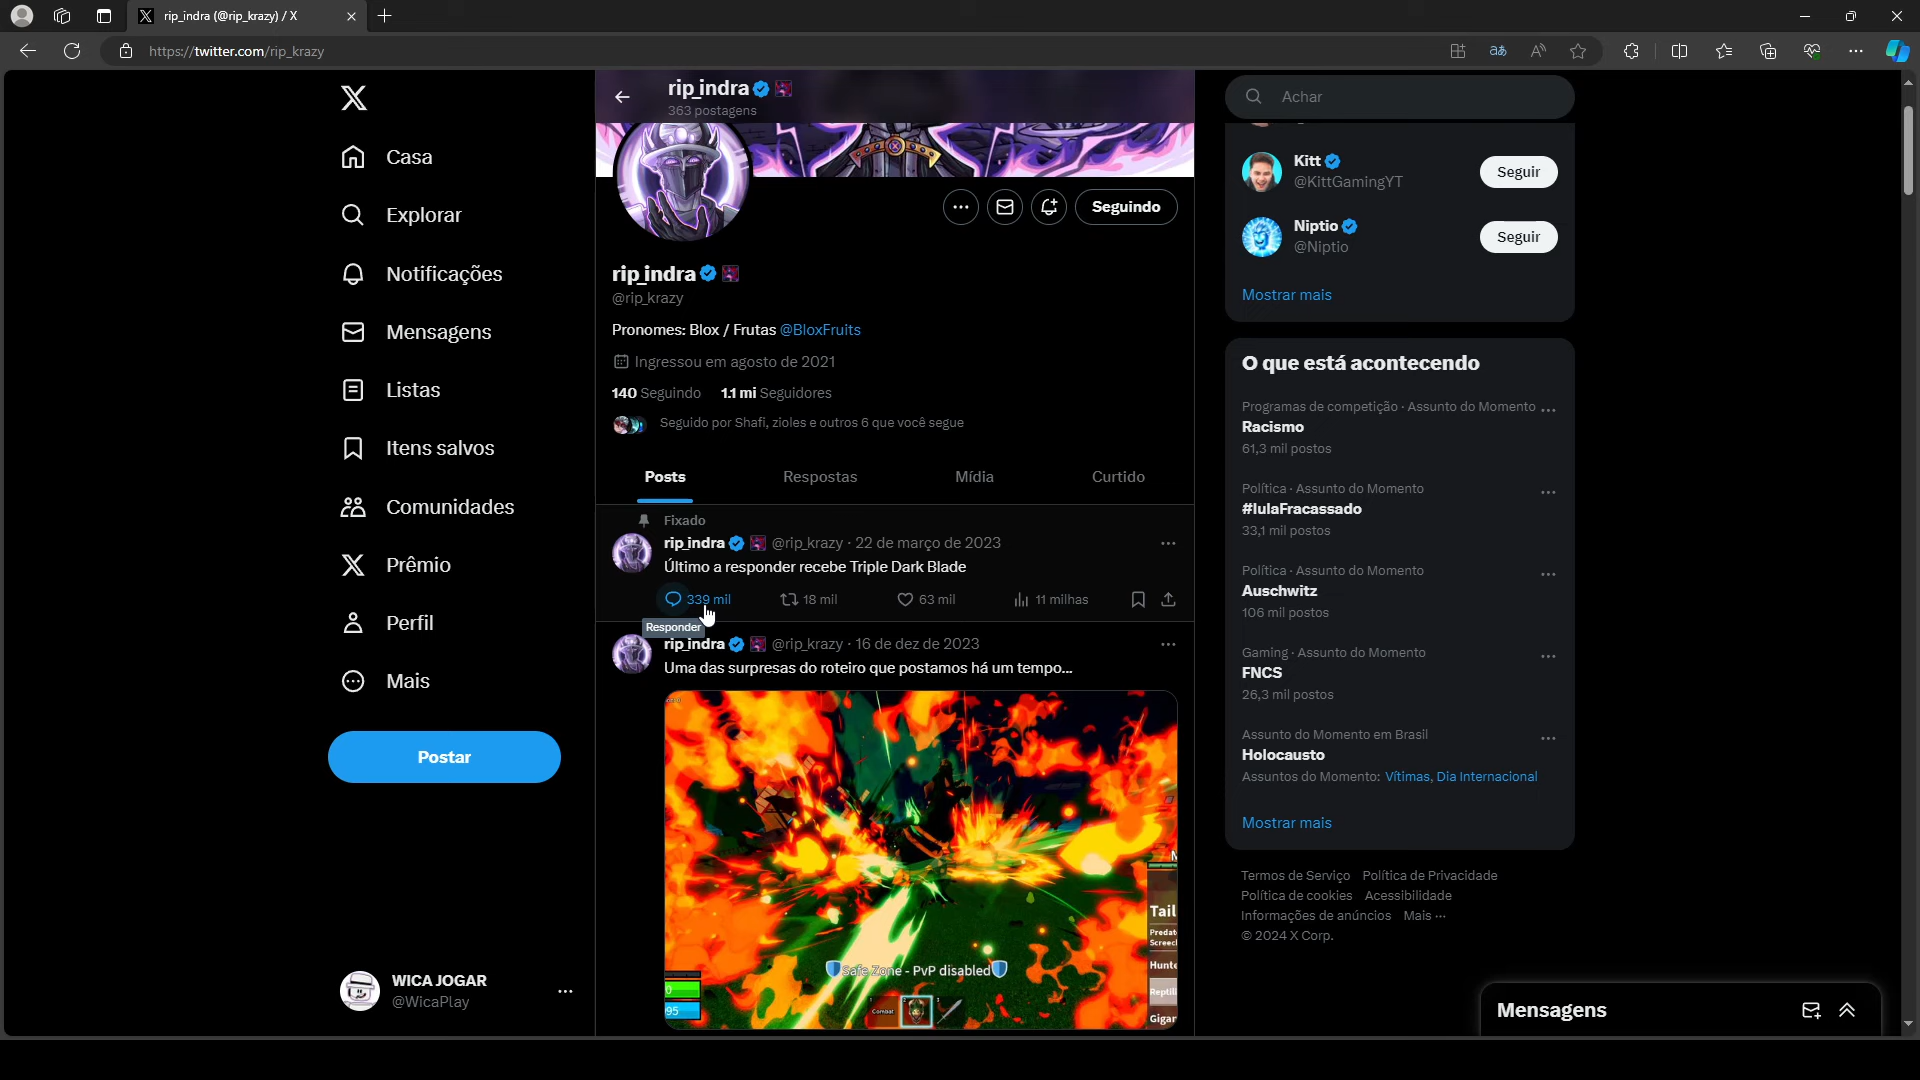 rip_indra (@rip_krazy) / X
https://twitter.com/rip_krazy
Casa
Explorar
Notificações
Mensagens
Listas
Itens salvos
Comunidades
Prêmio
Perfil
Mais
Postar
WICA JOGAR
@WicaPlay
rip_indra
363 postagens
Seguindo
rip_indra
@rip_krazy
Pronomes: Blox / Frutas @BloxFruits
Ingressou em agosto de 2021
140 Seguindo 1.1 mi Seguidores
Seguido por Shafi, zioles e outros 6 que você segue
Posts Respostas Mídia Curtido
Fixado
rip_indra @rip_krazy · 22 de março de 2023
Último a responder recebe Triple Dark Blade
339 mil 18 mil 63 mil 11 milhas
Responder
rip_indra @rip_krazy · 16 de dez de 2023
Uma das surpresas do roteiro que postamos há um tempo...
Tail
Predat
Screec
Hunte
Reptili
Gigan
Safe Zone - PvP disabled
Combat
0
95
Achar
Kitt
@KittGamingYT
Seguir
Niptio
@Niptio
Seguir
Mostrar mais
O que está acontecendo
Programas de competição · Assunto do Momento
Racismo
61,3 mil postos
Política · Assunto do Momento
#lulaFracassado
33,1 mil postos
Política · Assunto do Momento
Auschwitz
106 mil postos
Gaming · Assunto do Momento
FNCS
26,3 mil postos
Assunto do Momento em Brasil
Holocausto
Assuntos do Momento: Vítimas, Dia Internacional
Mostrar mais
Termos de Serviço Política de Privacidade
Política de cookies Acessibilidade
Informações de anúncios Mais ···
© 2024 X Corp.
Mensagens